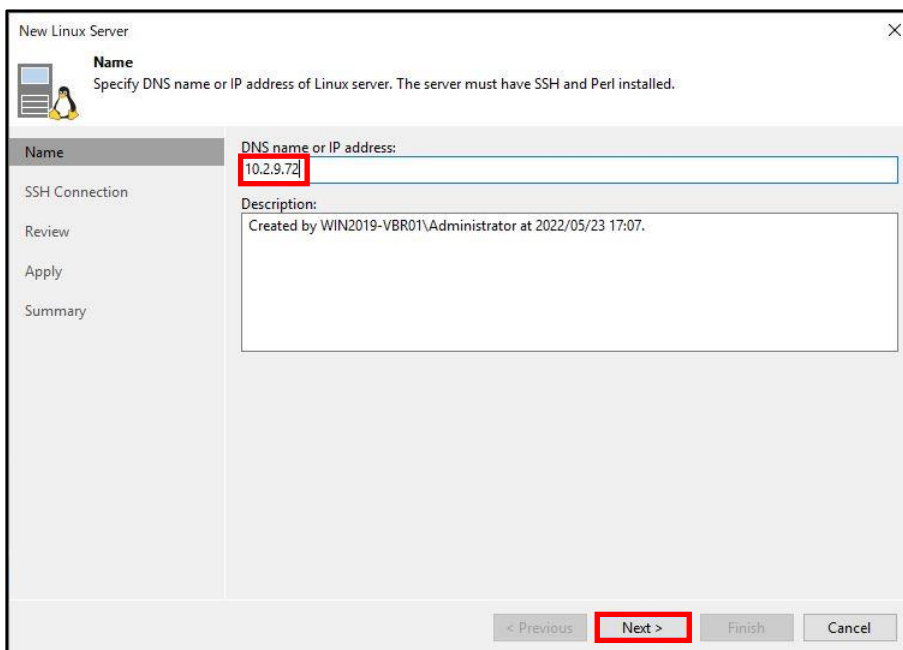 New Linux Server
Name
Specify DNS name or IP address of Linux server. The server must have SSH and Perl installed.
Name
SSH Connection
Review
Apply
Summary
DNS name or IP address:
10.2.9.72
Description:
Created by WIN2019-VBR01\Administrator at 2022/05/23 17:07.
< Previous
Next >
Finish
Cancel